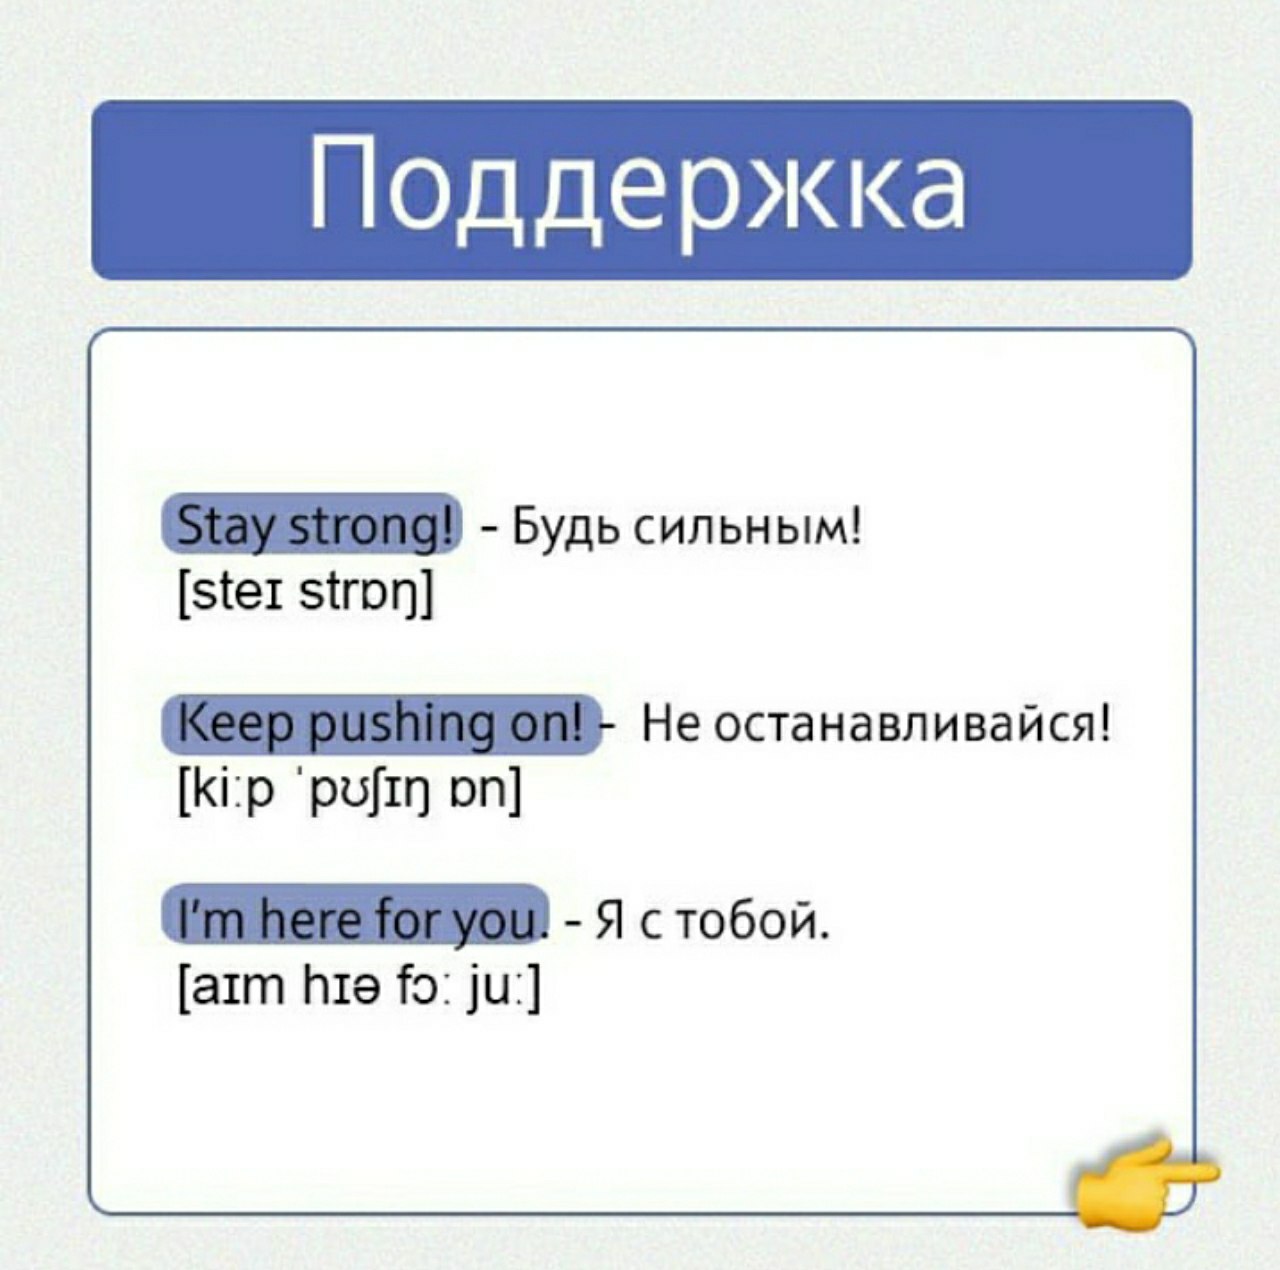 Поддержка
Stay strong! - Будь сильным!
[steɪ strɒŋ]
Keep pushing on! - Не останавливайся!
[kiːp ˈpʊʃɪŋ ɒn]
I'm here for you. - Я с тобой.
[aɪm hɪə fɔː juː]